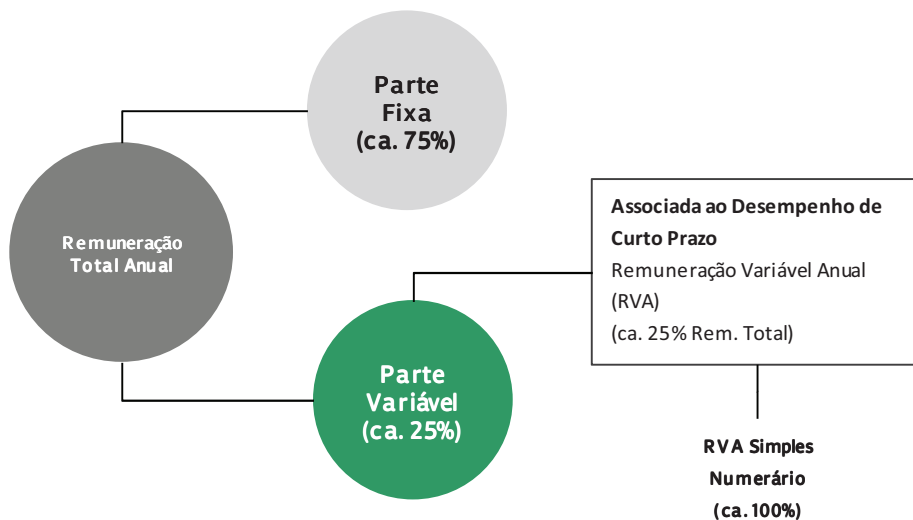 Parte
Fixa
(ca. 75%)
Remuneração
Total Anual
Associada ao Desempenho de
Curto Prazo
Remuneração Variável Anual
(RVA)
(ca. 25% Rem. Total)
Parte
Variável
(ca. 25%)
RVA Simples
Numerário
(ca. 100%)